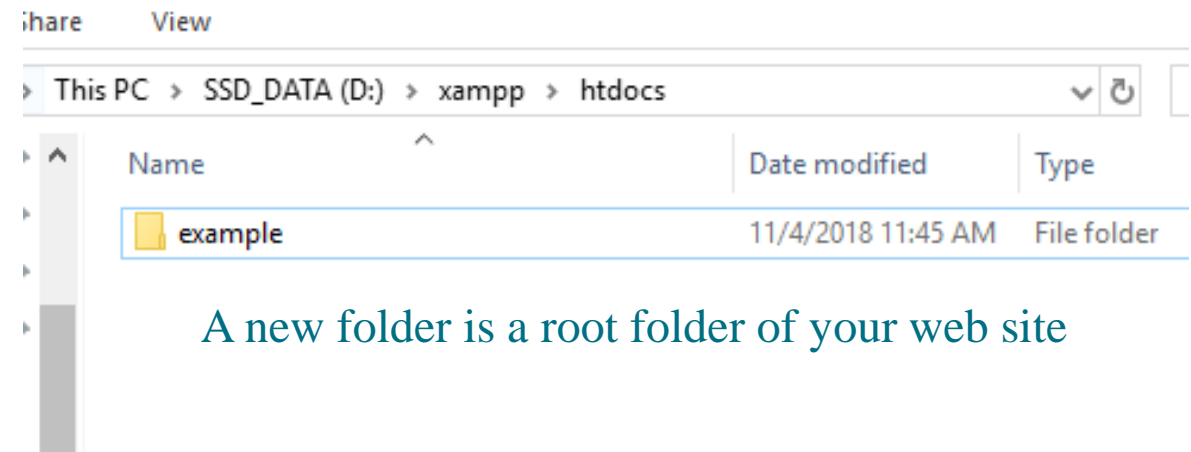 Share View
This PC > SSD_DATA (D:) > xampp > htdocs
Name Date modified Type
example 11/4/2018 11:45 AM File folder
A new folder is a root folder of your web site